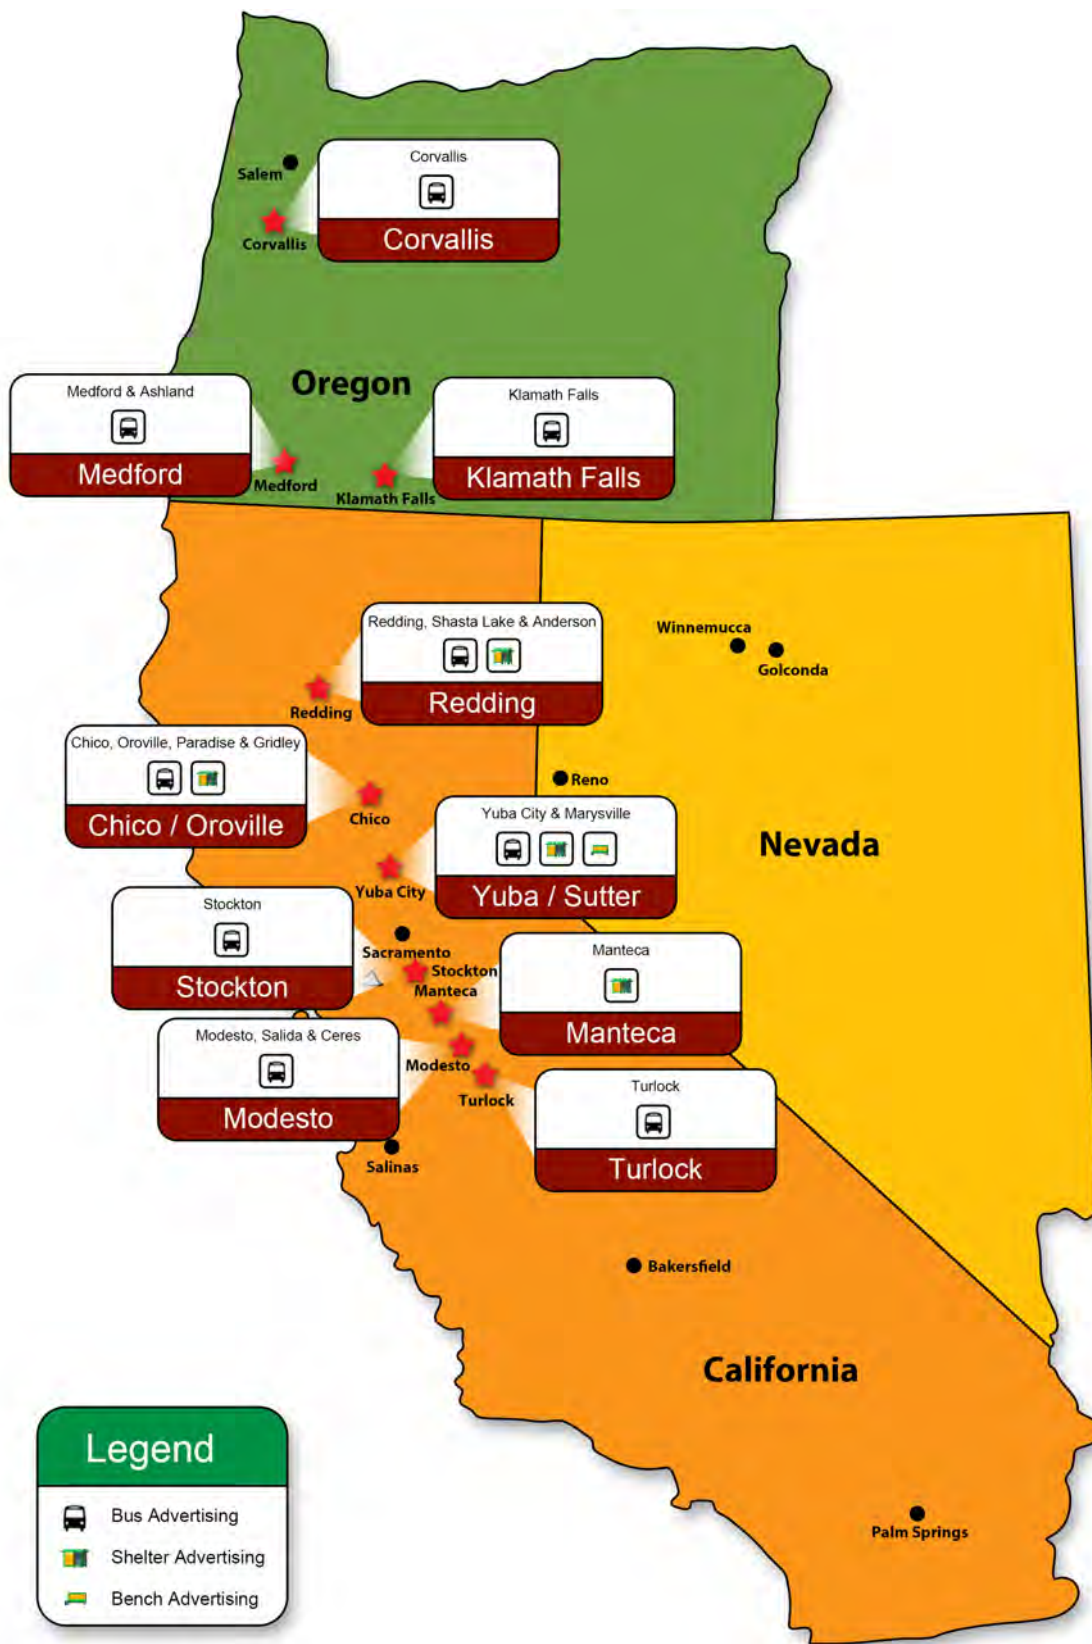 Salem
Corvallis
Corvallis
Corvallis
Oregon
Medford & Ashland
Medford
Medford
Klamath Falls
Klamath Falls
Klamath Falls
Redding, Shasta Lake & Anderson
Redding
Redding
Winnemucca
Golconda
Chico, Oroville, Paradise & Gridley
Chico / Oroville
Chico
Reno
Nevada
Yuba City & Marysville
Yuba / Sutter
Yuba City
Stockton
Stockton
Sacramento
Stockton
Manteca
Manteca
Manteca
Modesto, Salida & Ceres
Modesto
Modesto
Turlock
Turlock
Turlock
Salinas
Bakersfield
California
Palm Springs
Legend
Bus Advertising
Shelter Advertising
Bench Advertising